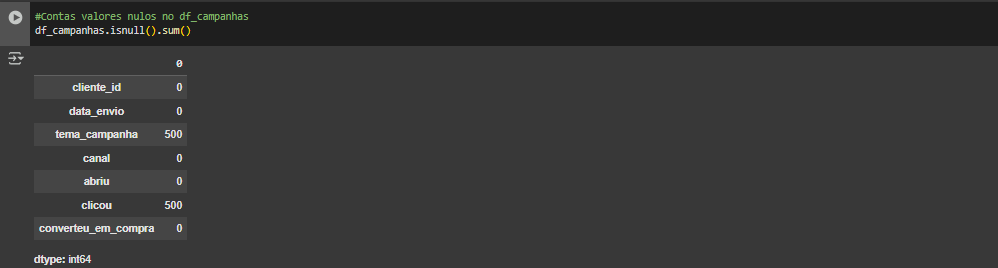 #Contas valores nulos no df_campanhas
df_campanhas.isnull().sum()
0
cliente_id 0
data_envio 0
tema_campanha 500
canal 0
abriu 0
clicou 500
converteu_em_compra 0
dtype: int64